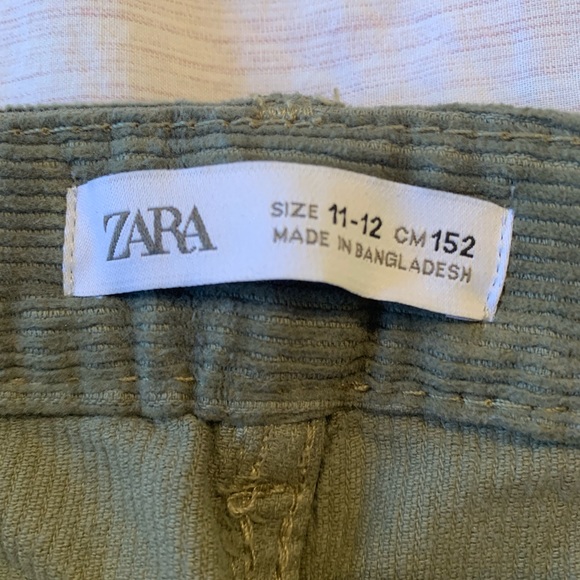 ZARA
SIZE 11-12 CM 152
MADE IN BANGLADESH